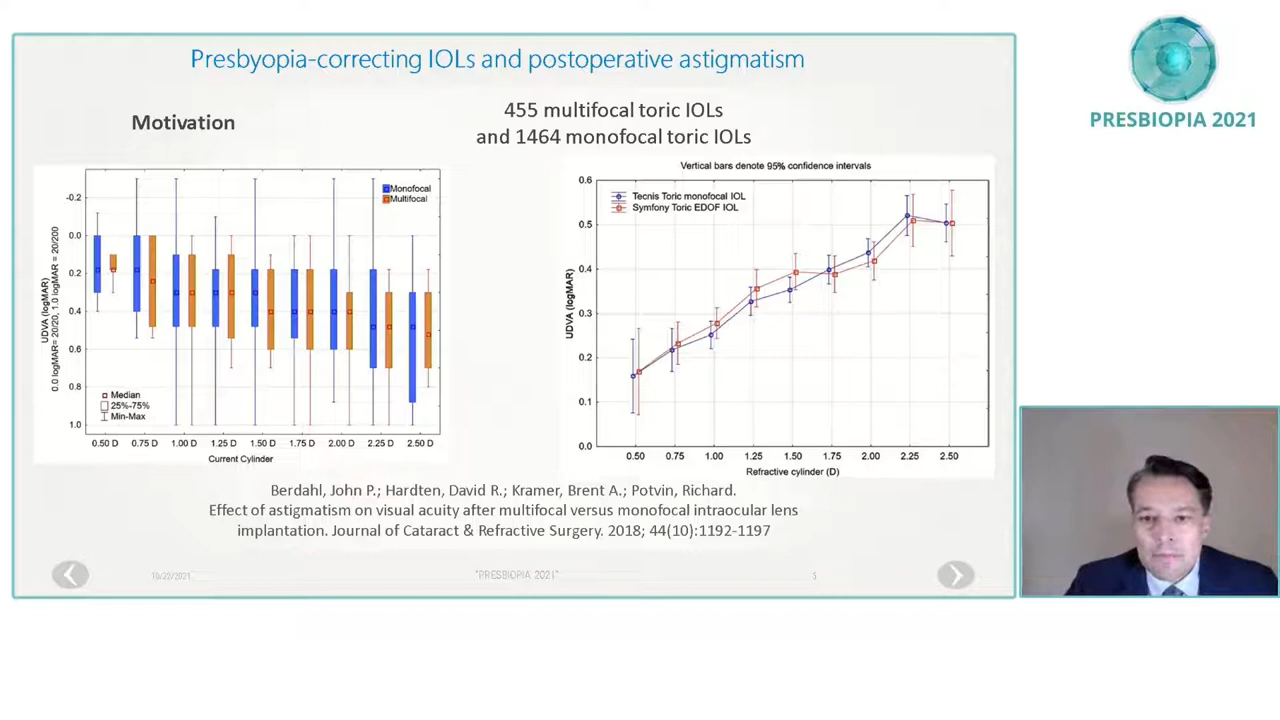 Presbyopia-correcting IOLs and postoperative astigmatism
PRESBIOPIA 2021
Motivation
455 multifocal toric IOLs
and 1464 monofocal toric IOLs
-0.2
0.0
0.2
0.4
0.6
0.8
1.0
UDVA (logMAR)
0.0 logMAR= 20/20, 1.0 logMAR = 20/200
Monofocal
Multifocal
Median
25%-75%
Min-Max
0.50 D 0.75 D 1.00 D 1.25 D 1.50 D 1.75 D 2.00 D 2.25 D 2.50 D
Current Cylinder
Vertical bars denote 95% confidence intervals
0.6
0.5
0.4
0.3
0.2
0.1
0.0
UDVA (logMAR)
Tecnis Toric monofocal IOL
Symfony Toric EDOF IOL
0.50 0.75 1.00 1.25 1.50 1.75 2.00 2.25 2.50
Refractive cylinder (D)
Berdahl, John P.; Hardten, David R.; Kramer, Brent A.; Potvin, Richard.
Effect of astigmatism on visual acuity after multifocal versus monofocal intraocular lens
implantation. Journal of Cataract & Refractive Surgery. 2018; 44(10):1192-1197
10/22/2021
"PRESBIOPIA 2021"
5